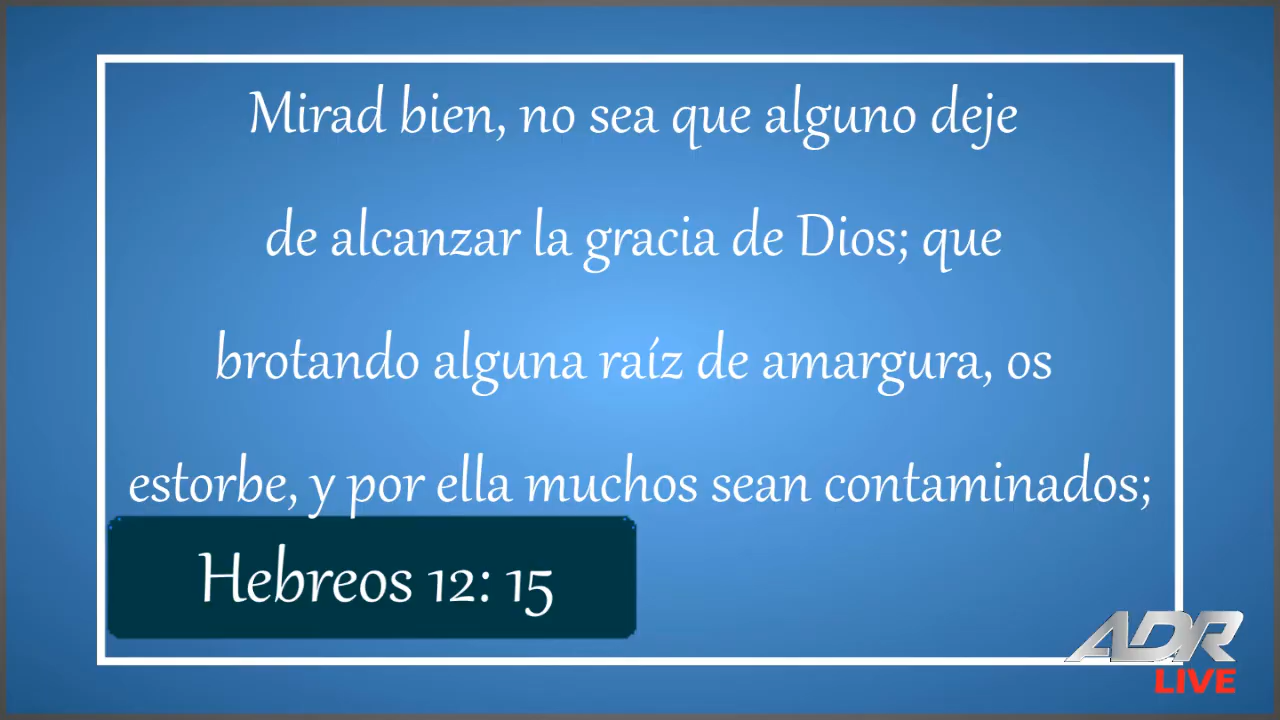 Mirad bien, no sea que alguno deje
de alcanzar la gracia de Dios; que
brotando alguna raíz de amargura, os
estorbe, y por ella muchos sean contaminados;
Hebreos 12: 15
ADR
LIVE